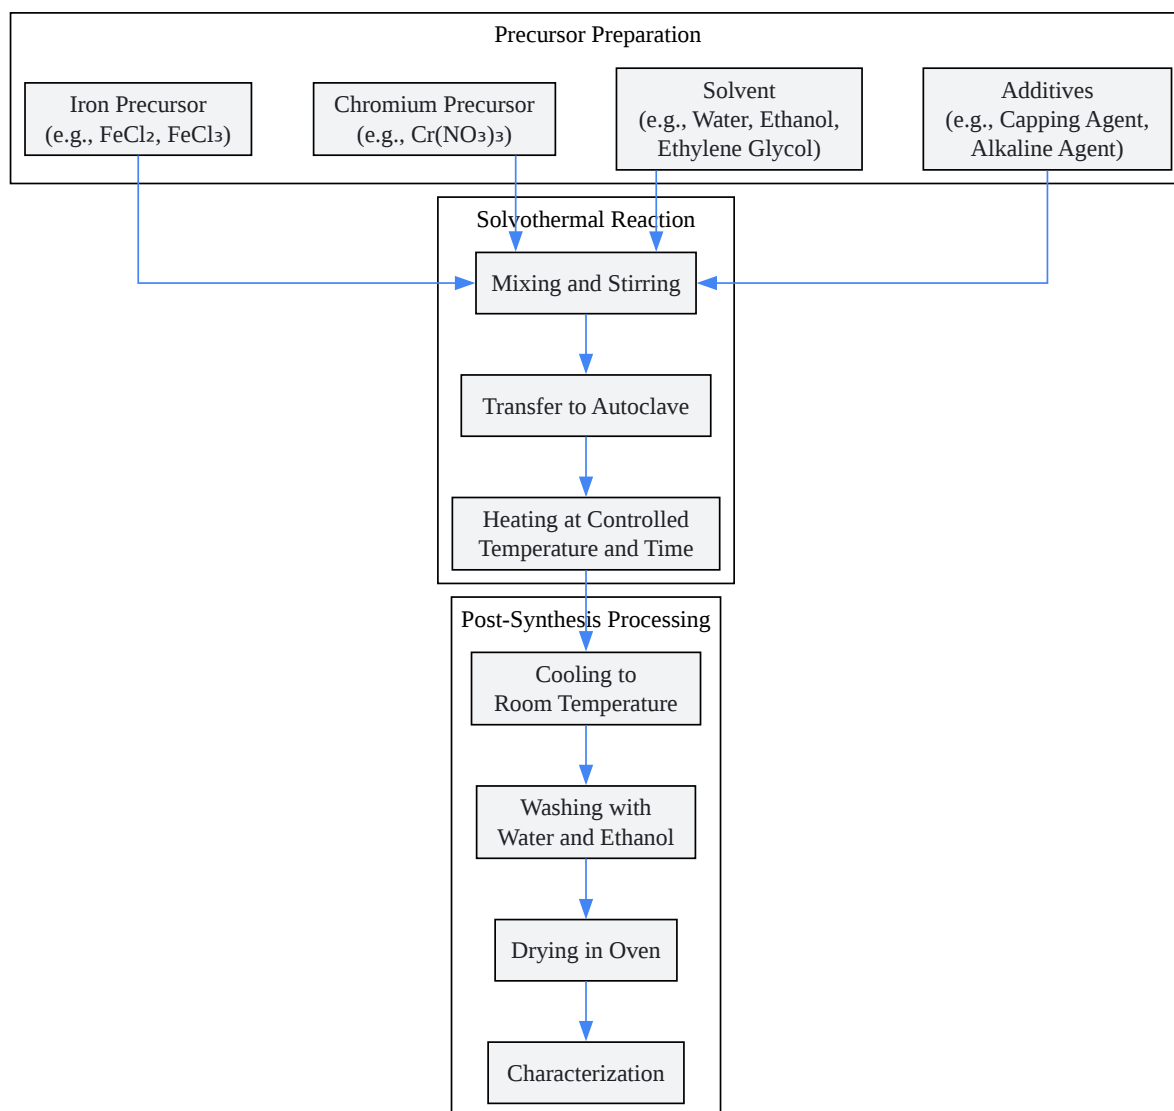 Precursor Preparation
Iron Precursor
(e.g., FeCl₂, FeCl₃)
Chromium Precursor
(e.g., Cr(NO₃)₃)
Solvent
(e.g., Water, Ethanol,
Ethylene Glycol)
Additives
(e.g., Capping Agent,
Alkaline Agent)
Solvothermal Reaction
Mixing and Stirring
Transfer to Autoclave
Heating at Controlled
Temperature and Time
Post-Synthesis Processing
Cooling to
Room Temperature
Washing with
Water and Ethanol
Drying in Oven
Characterization